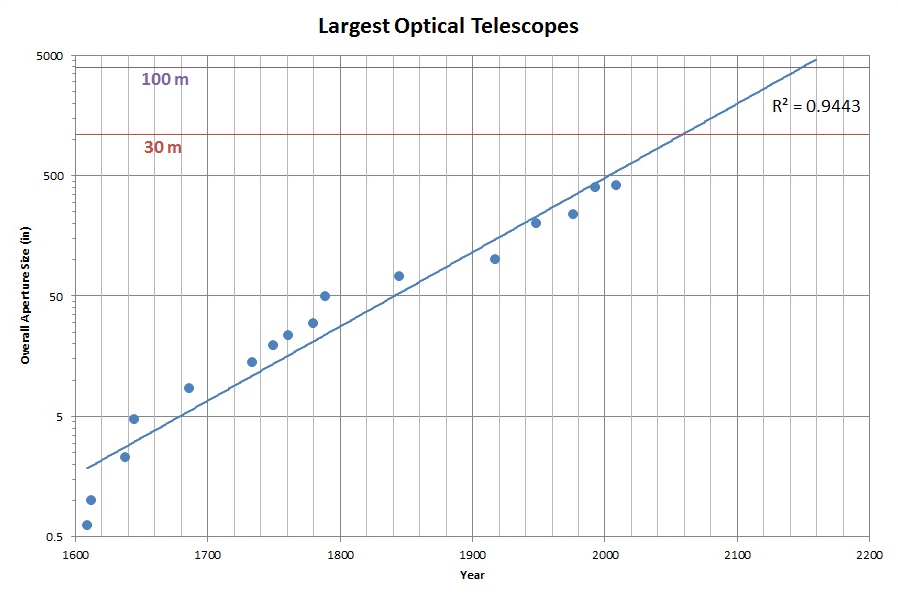 Largest Optical Telescopes
5000
100 m
R² = 0.9443
30 m
500
Overall Aperture Size (in)
50
5
0.5
1600 1700 1800 1900 2000 2100 2200
Year